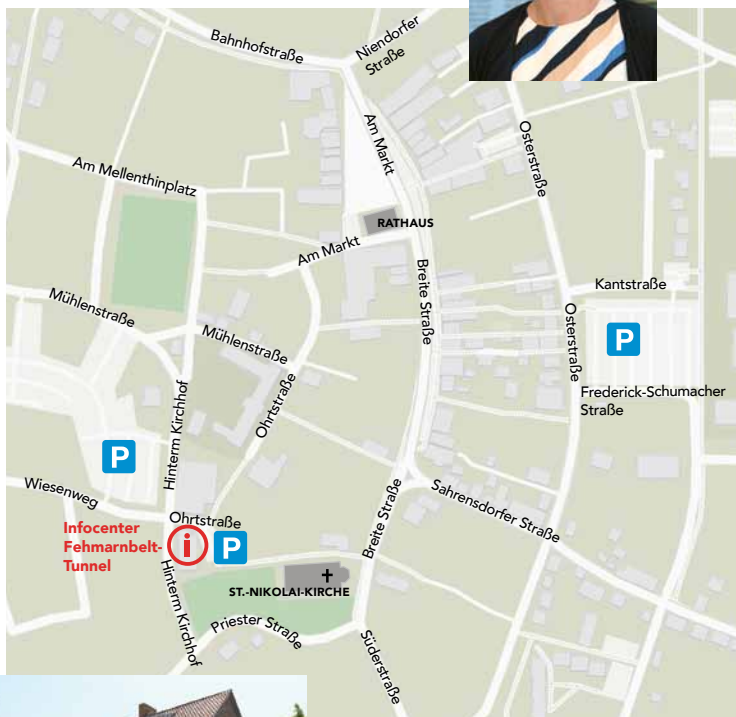 Bahnhofstraße
Niendorfer
Straße
Am Markt
Osterstraße
Am Mellenthinplatz
RATHAUS
Am Markt
Breite Straße
Kantstraße
Mühlenstraße
Mühlenstraße
Osterstraße
P
Ohrtstraße
Hinterm Kirchhof
Frederick-Schumacher
Straße
P
Wiesenweg
Sahrensdorfer Straße
Breite Straße
Ohrtstraße
Infocenter
Fehmarnbelt-
Tunnel
i
P
Hinterm Kirchhof
ST.-NIKOLAI-KIRCHE
Priester Straße
Süderstraße